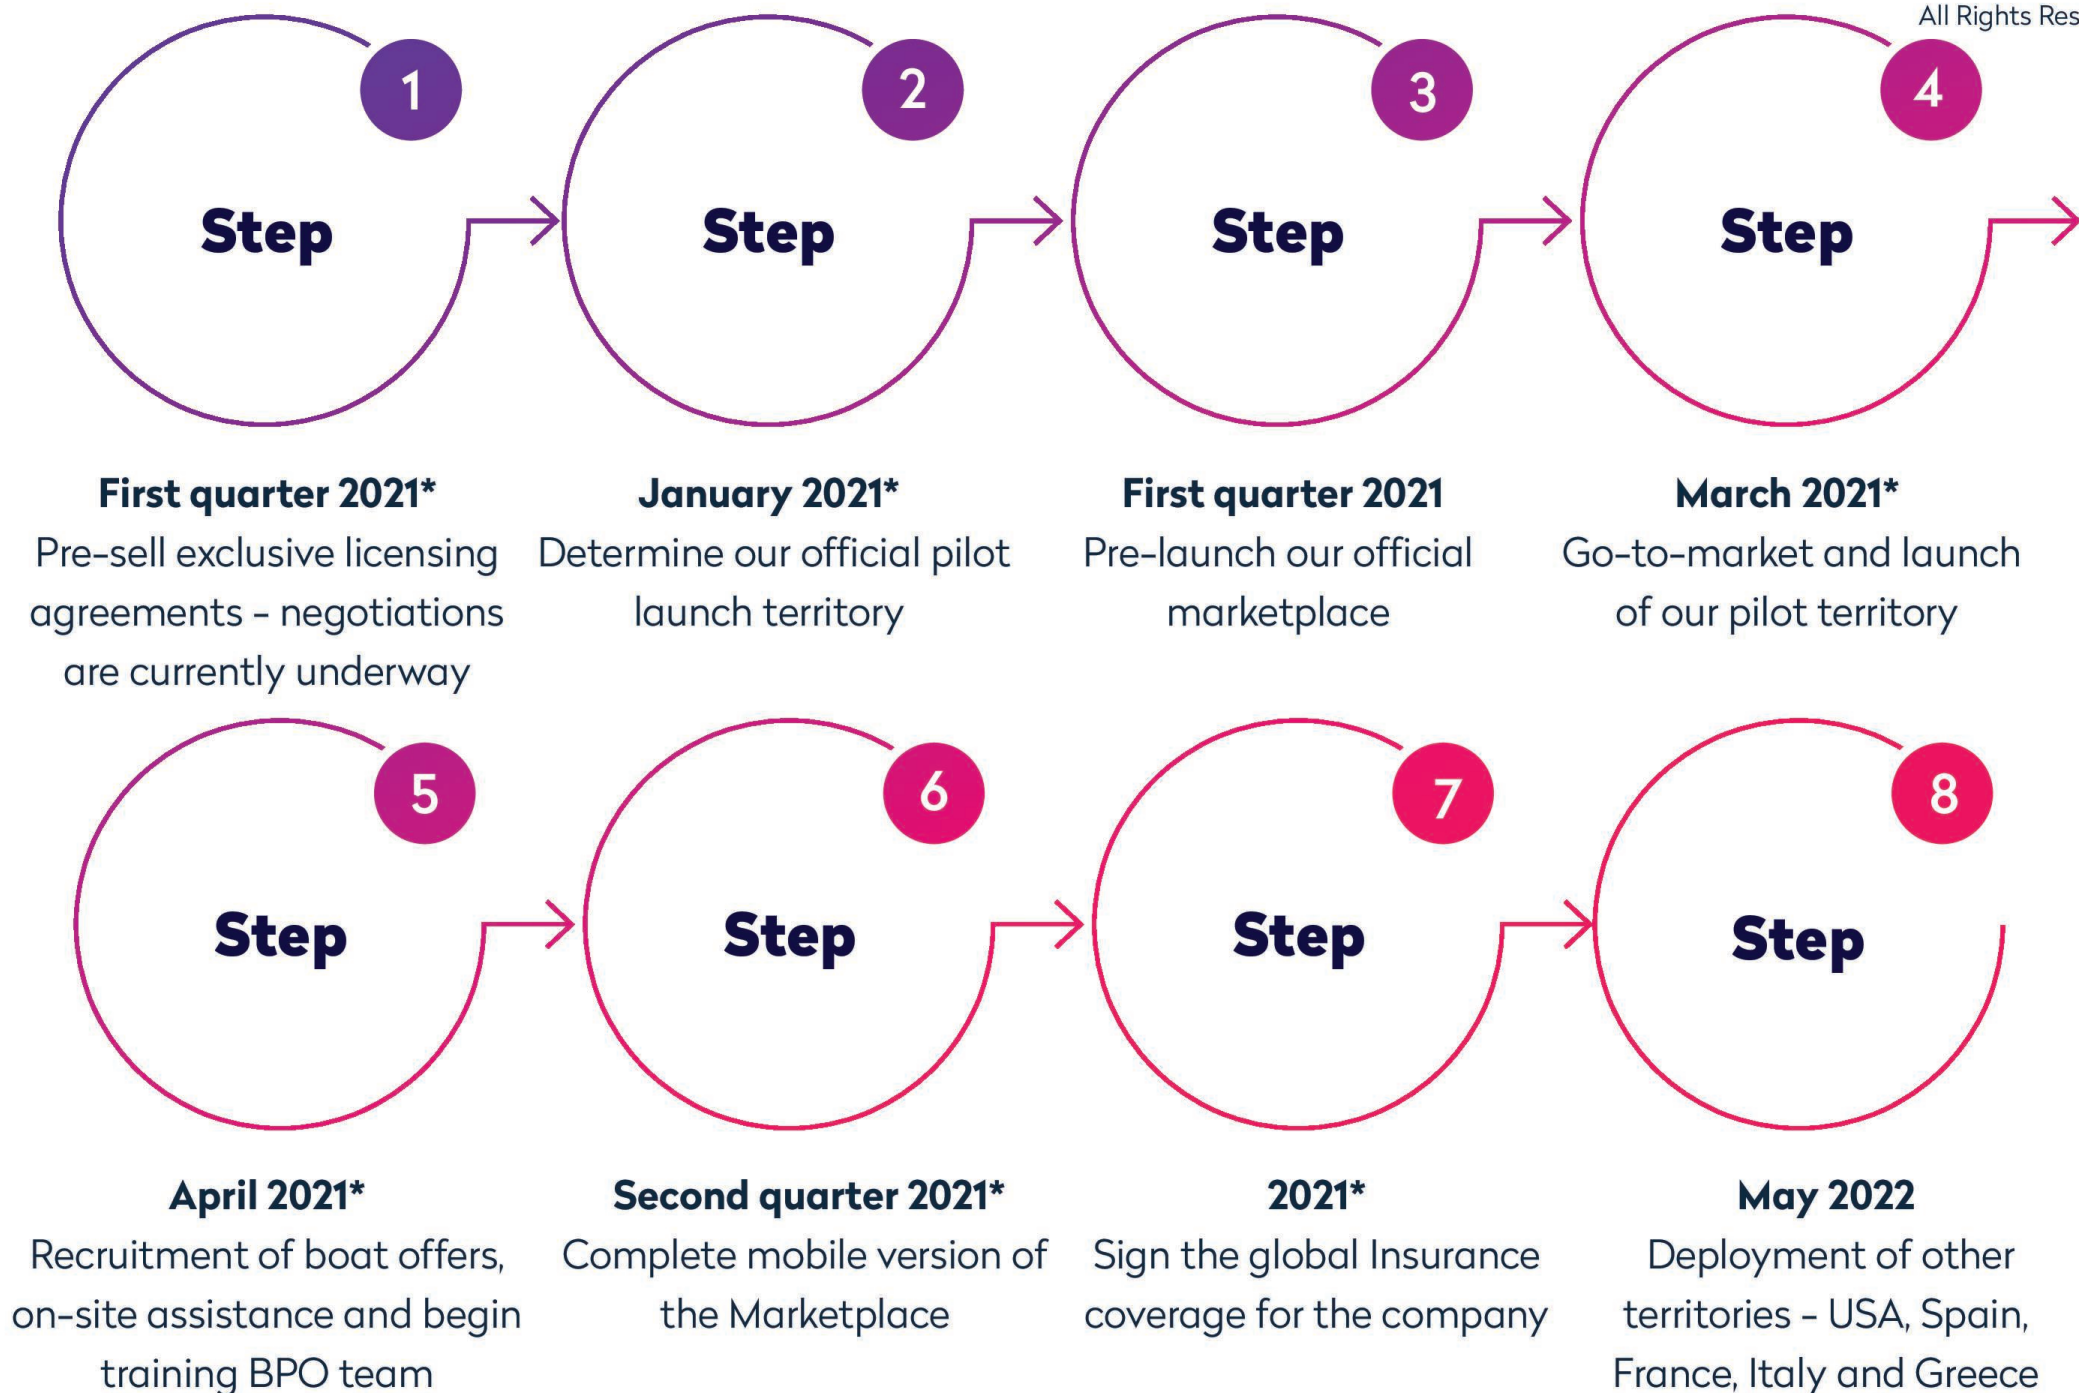 All Rights Res
1
Step
First quarter 2021*
Pre-sell exclusive licensing
agreements - negotiations
are currently underway
2
Step
January 2021*
Determine our official pilot
launch territory
3
Step
First quarter 2021
Pre-launch our official
marketplace
4
Step
March 2021*
Go-to-market and launch
of our pilot territory
5
Step
April 2021*
Recruitment of boat offers,
on-site assistance and begin
training BPO team
6
Step
Second quarter 2021*
Complete mobile version of
the Marketplace
7
Step
2021*
Sign the global Insurance
coverage for the company
8
Step
May 2022
Deployment of other
territories - USA, Spain,
France, Italy and Greece